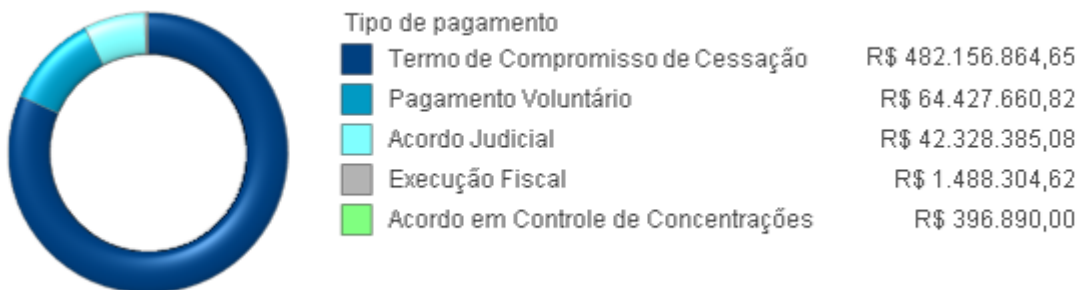 Tipo de pagamento
Termo de Compromisso de Cessação R$ 482.156.864,65
Pagamento Voluntário R$ 64.427.660,82
Acordo Judicial R$ 42.328.385,08
Execução Fiscal R$ 1.488.304,62
Acordo em Controle de Concentrações R$ 396.890,00